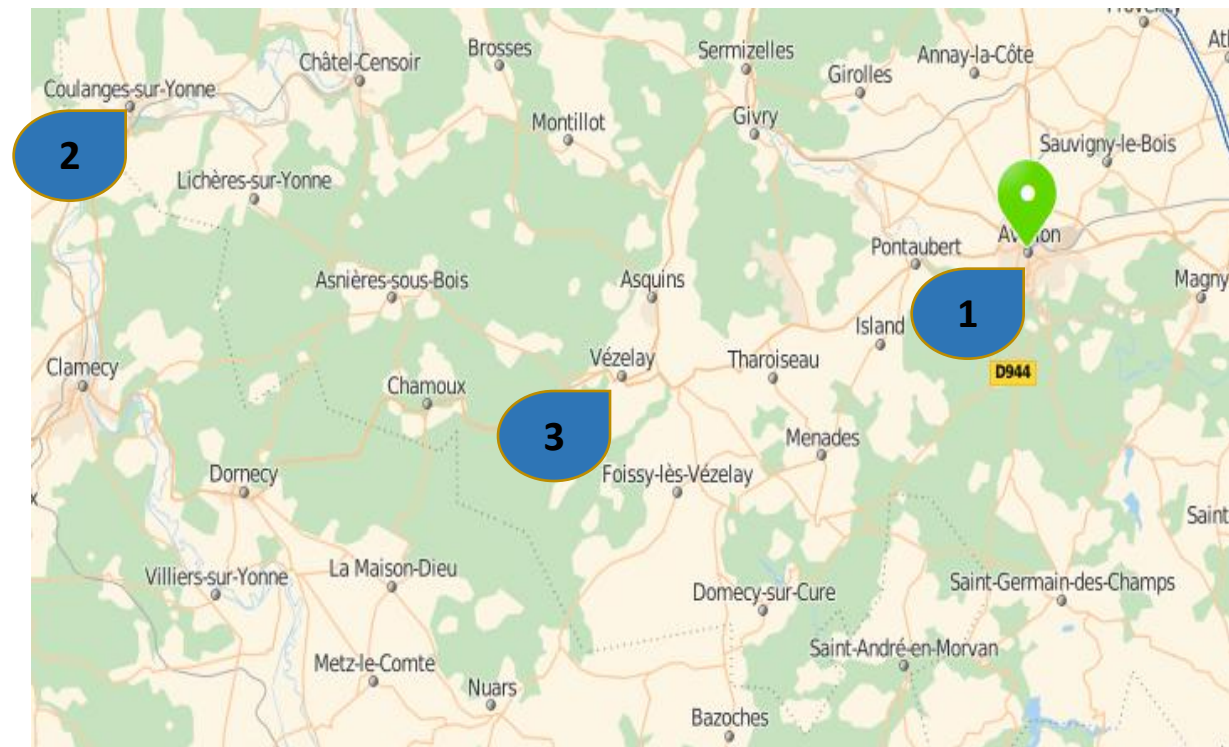 Brosses
Sermizelles
Annay-la-Côte
Châtel-Censoir
Girolles
Coulanges-sur-Yonne
Montillot
Givry
Sauvigny-le-Bois
2
Lichères-sur-Yonne
Pontaubert
Asnières-sous-Bois
Asquins
Magny
1
Island
Clamecy
Vézelay
Tharoiseau
D944
Chamoux
3
Menades
Dornecy
Foissy-lès-Vézelay
Saint
Villiers-sur-Yonne
La Maison-Dieu
Domecy-sur-Cure
Saint-Germain-des-Champs
Saint-André-en-Morvan
Metz-le-Comte
Nuars
Bazoches